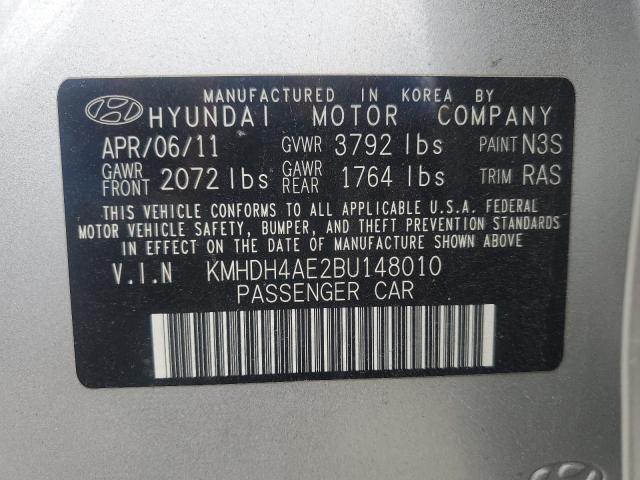 MANUFACTURED IN KOREA BY
HYUNDAI MOTOR COMPANY
APR/06/11 GVWR 3792 lbs PAINT N3S
GAWR FRONT 2072 lbs GAWR REAR 1764 lbs TRIM RAS
THIS VEHICLE CONFORMS TO ALL APPLICABLE U.S.A. FEDERAL
MOTOR VEHICLE SAFETY, BUMPER, AND THEFT PREVENTION STANDARDS
IN EFFECT ON THE DATE OF MANUFACTURE SHOWN ABOVE
V.I.N KMHDH4AE2BU148010
PASSENGER CAR